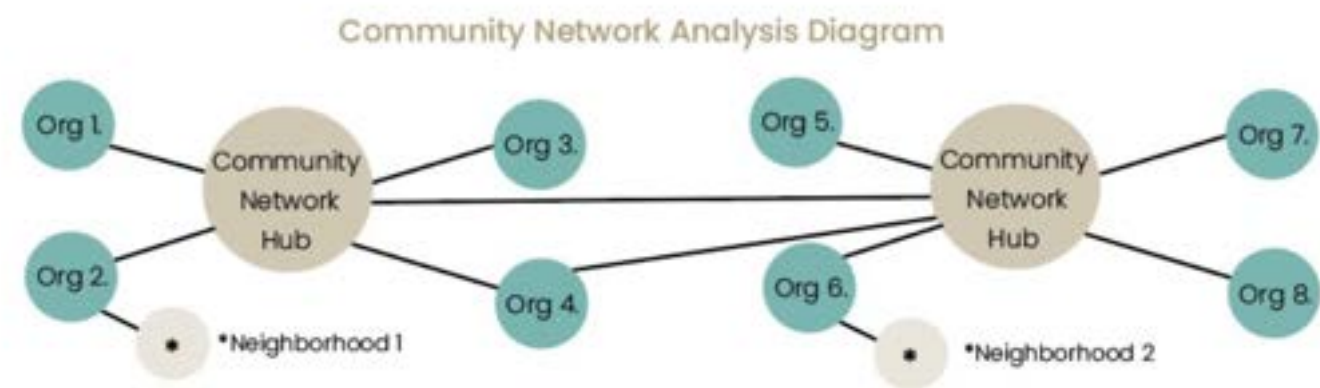 Community Network Analysis Diagram
Org 1.
Community
Network
Hub
Org 3.
Org 2.
Org 4.
*
*Neighborhood 1
Org 5.
Community
Network
Hub
Org 7.
Org 6.
Org 8.
*
*Neighborhood 2